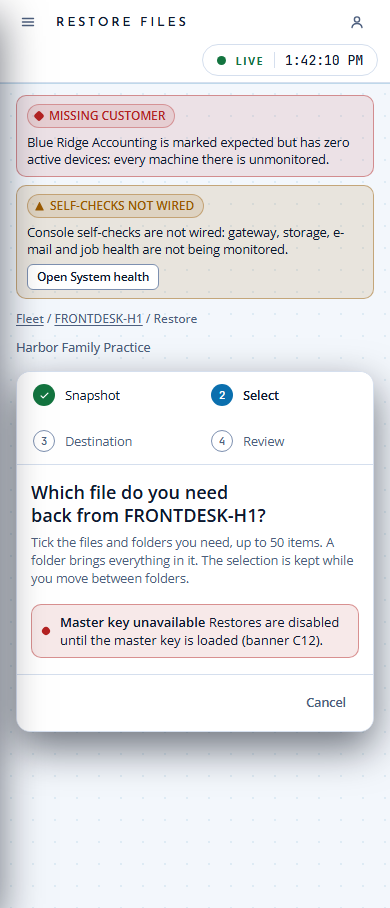 RESTORE FILES
LIVE 1:42:10 PM
MISSING CUSTOMER
Blue Ridge Accounting is marked expected but has zero
active devices: every machine there is unmonitored.
SELF-CHECKS NOT WIRED
Console self-checks are not wired: gateway, storage, e-
mail and job health are not being monitored.
Open System health
Fleet / FRONTDESK-H1 / Restore
Harbor Family Practice
Snapshot
2 Select
3 Destination
4 Review
Which file do you need
back from FRONTDESK-H1?
Tick the files and folders you need, up to 50 items. A
folder brings everything in it. The selection is kept while
you move between folders.
Master key unavailable Restores are disabled
until the master key is loaded (banner C12).
Cancel